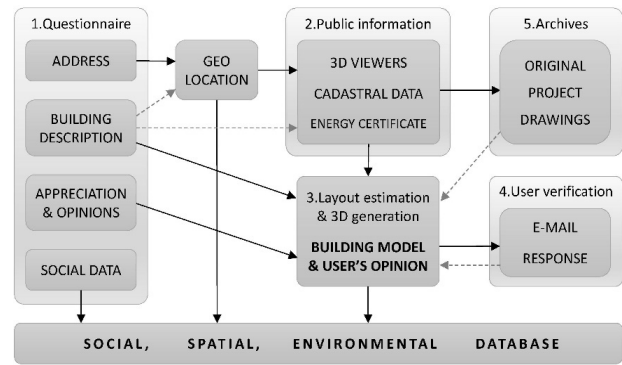 1.Questionnaire
ADDRESS
BUILDING
DESCRIPTION
APPRECIATION
& OPINIONS
SOCIAL DATA
GEO
LOCATION
2.Public information
3D VIEWERS
CADASTRAL DATA
ENERGY CERTIFICATE
3.Layout estimation
& 3D generation
BUILDING MODEL
& USER'S OPINION
5.Archives
ORIGINAL
PROJECT
DRAWINGS
4.User verification
E-MAIL
RESPONSE
SOCIAL, SPATIAL, ENVIRONMENTAL DATABASE